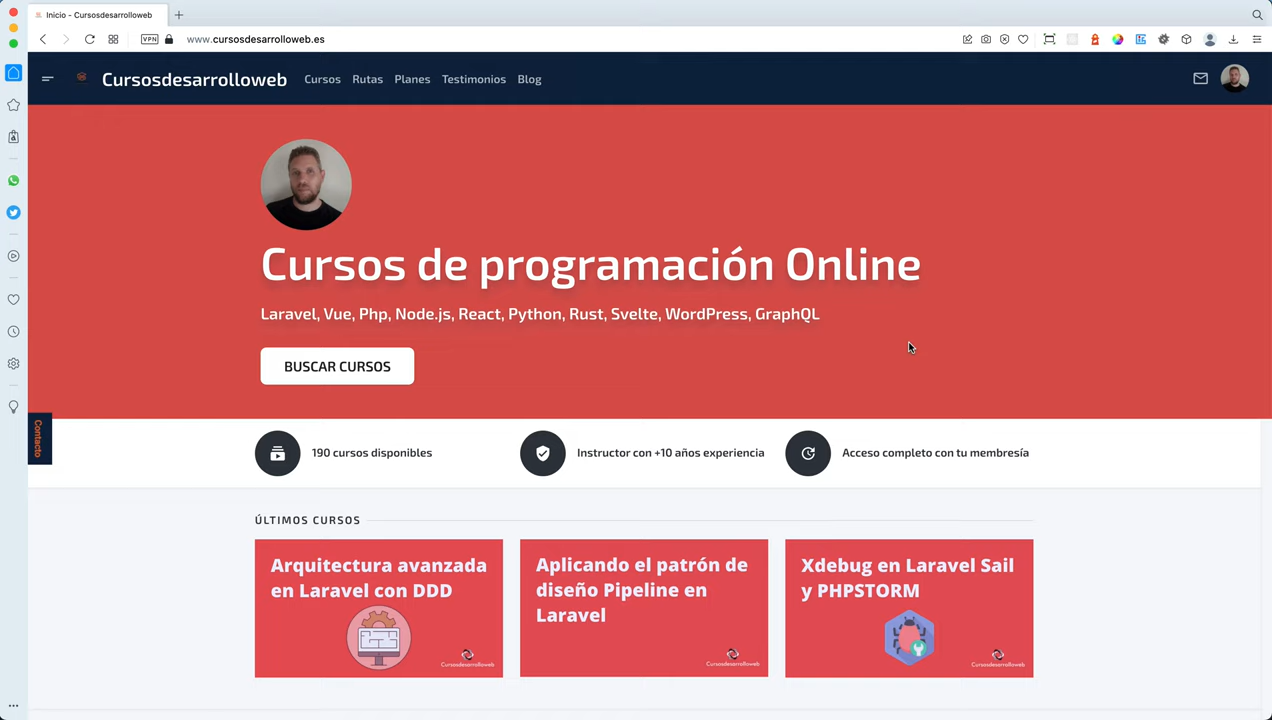 Inicio - Cursosdesarrolloweb
VPN
www.cursosdesarrolloweb.es
Cursosdesarrolloweb
Cursos
Rutas
Planes
Testimonios
Blog
Cursos de programación Online
Laravel, Vue, Php, Node.js, React, Python, Rust, Svelte, WordPress, GraphQL
BUSCAR CURSOS
Contacto
190 cursos disponibles
Instructor con +10 años experiencia
Acceso completo con tu membresía
ÚLTIMOS CURSOS
Arquitectura avanzada
en Laravel con DDD
Cursosdesarrolloweb
Aplicando el patrón de
diseño Pipeline en
Laravel
Cursosdesarrolloweb
Xdebug en Laravel Sail
y PHPSTORM
Cursosdesarrolloweb